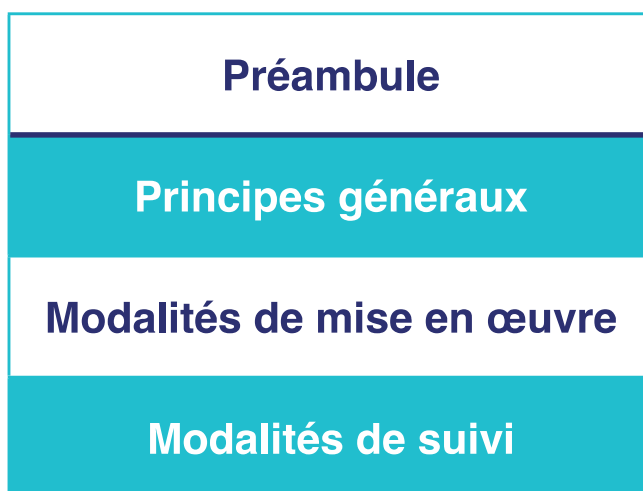 Préambule
Principes généraux
Modalités de mise en œuvre
Modalités de suivi